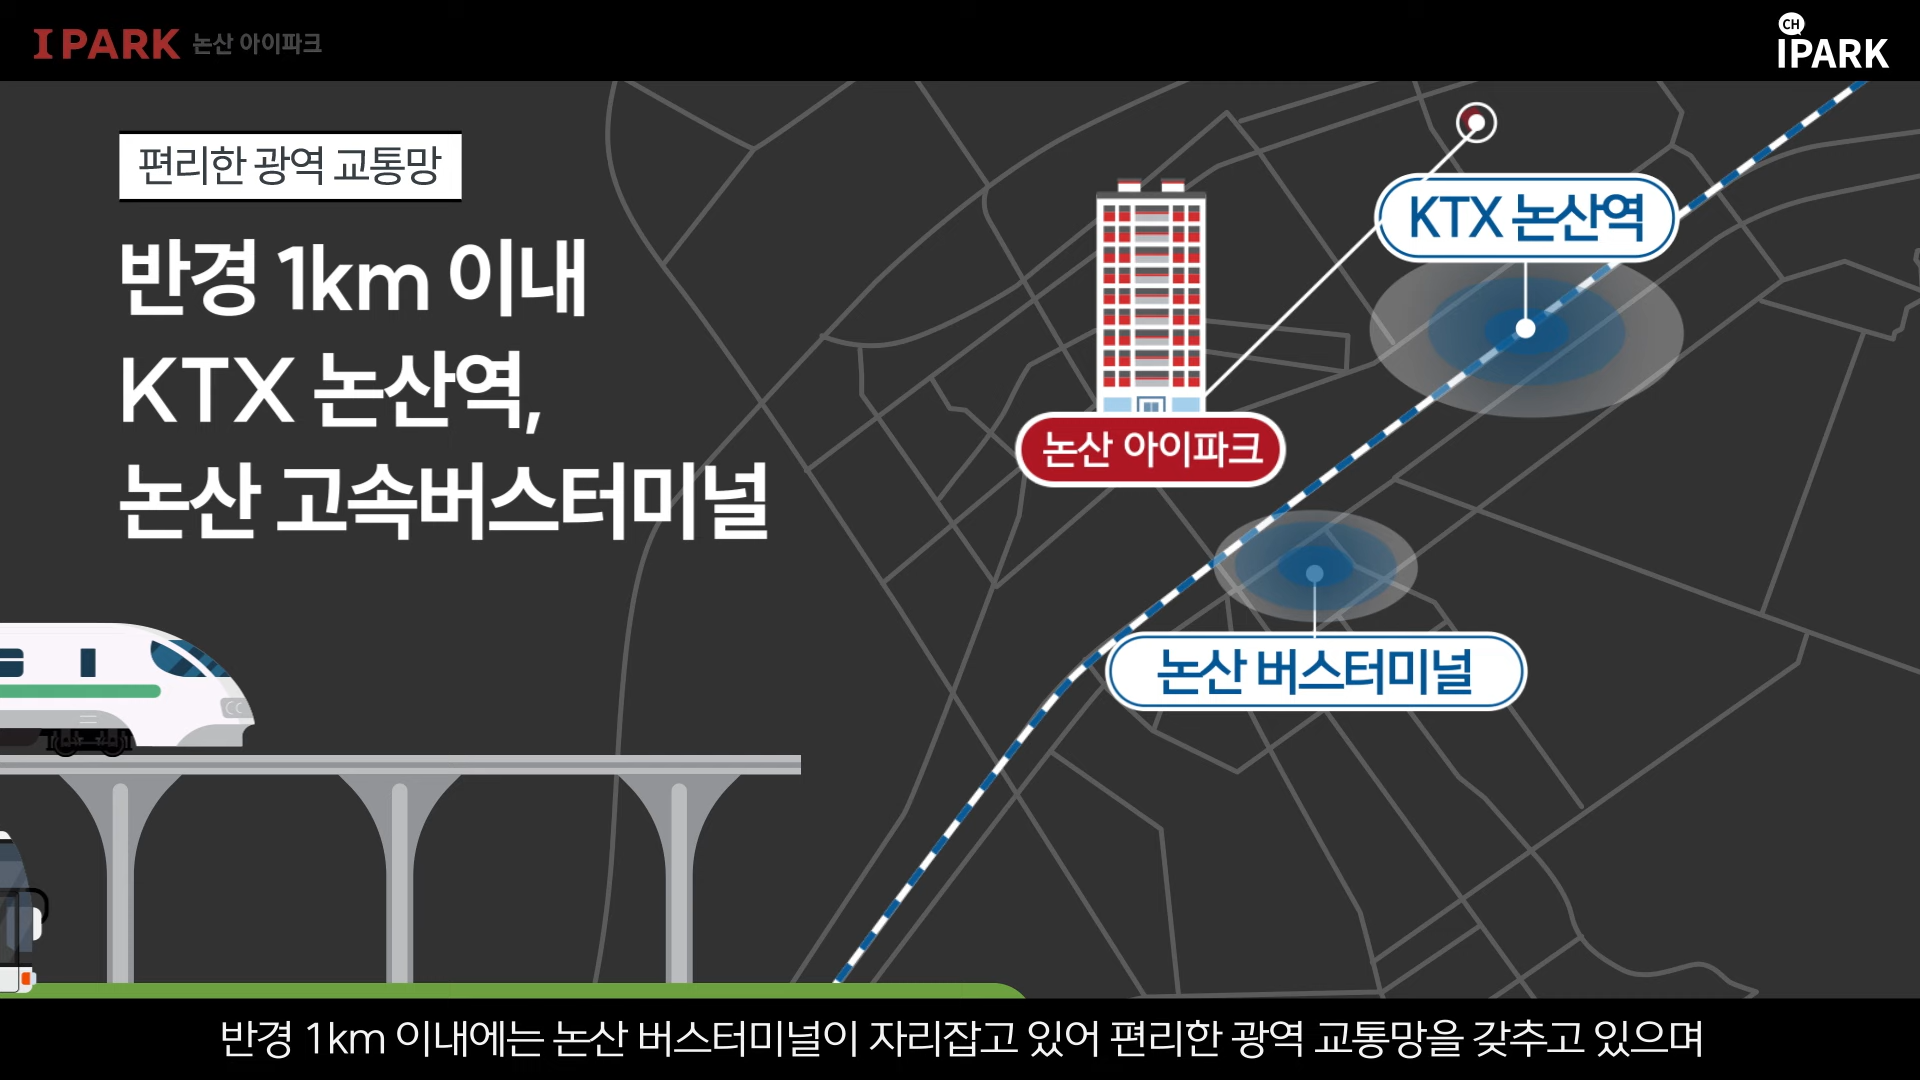 IPARK 논산 아이파크
CH
IPARK
편리한 광역 교통망
반경 1km 이내
KTX 논산역,
논산 고속버스터미널
KTX 논산역
논산 아이파크
논산 버스터미널
반경 1km 이내에는 논산 버스터미널이 자리잡고 있어 편리한 광역 교통망을 갖추고 있으며